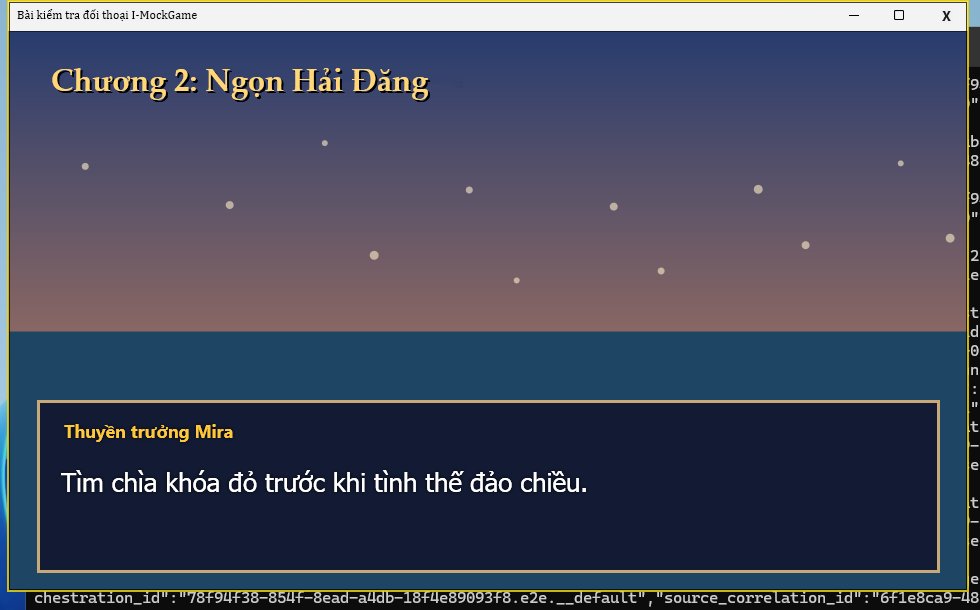 Bài kiểm tra đối thoại I-MockGame
Chương 2: Ngọn Hải Đăng
Thuyền trưởng Mira
Tìm chìa khóa đỏ trước khi tình thế đảo chiều.
chestration_id":"78f94f38-854f-8ead-a4db-18f4e89093f8.e2e.__default","source_correlation_id":"6f1e8ca9-4